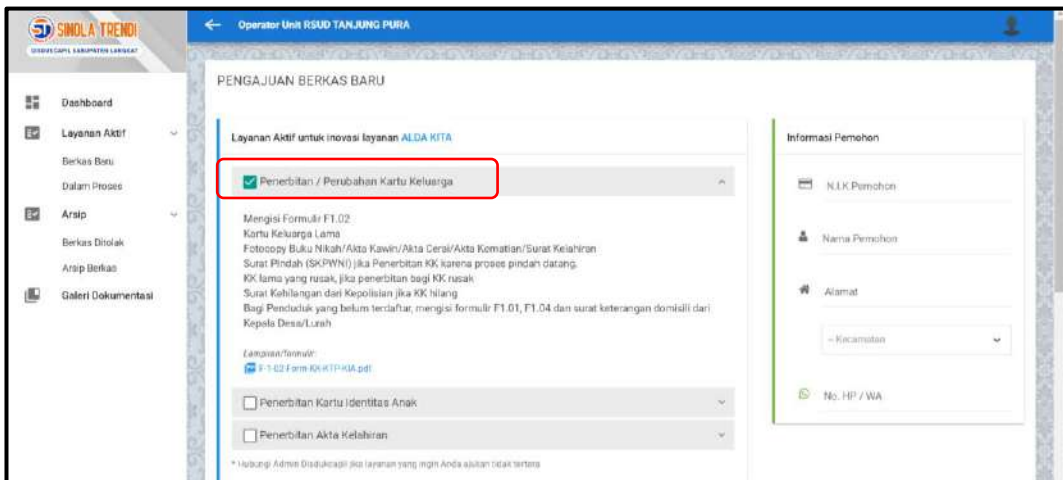 SINOLA TRENDI
DISDUKCAPIL KABUPATEN LANGKAT
Operator Unit RSUD TANJUNG PURA
Dashboard
Layanan Aktif
Berkas Baru
Dalam Proses
Arsip
Berkas Ditolak
Arsip Berkas
Galeri Dokumentasi
PENGAJUAN BERKAS BARU
Layanan Aktif untuk inovasi layanan ALDA KITA
Penerbitan / Perubahan Kartu Keluarga
Mengisi Formulir F1.02
Kartu Keluarga Lama
Fotocopy Buku Nikah/Akta Kawin/Akta Cerai/Akta Kematian/Surat Kelahiran
Surat Pindah (SKPWNI) jika Penerbitan KK karena proses pindah datang.
KK lama yang rusak, jika penerbitan bagi KK rusak
Surat Kehilangan dari Kepolisian jika KK hilang
Bagi Penduduk yang belum terdaftar, mengisi formulir F1.01, F1.04 dan surat keterangan domisili dari
Kepala Desa/Lurah
Lampiran/formulir:
F-1-02-Form-KK-KTP-KIA.pdf
Penerbitan Kartu Identitas Anak
Penerbitan Akta Kelahiran
* Hubungi Admin Disdukcapil jika layanan yang ingin Anda ajukan tidak tertera
Informasi Pemohon
N.I.K Pemohon
Nama Pemohon
Alamat
-- Kecamatan
No. HP / WA